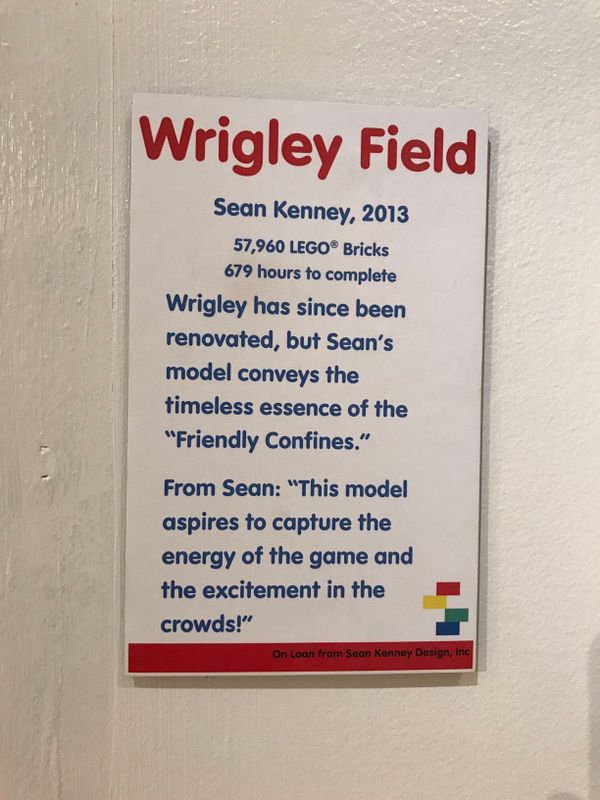 Wrigley Field
Sean Kenney, 2013
57,960 LEGO® Bricks
679 hours to complete
Wrigley has since been
renovated, but Sean's
model conveys the
timeless essence of the
“Friendly Confines.”
From Sean: “This model
aspires to capture the
energy of the game and
the excitement in the
crowds!”
On Loan from Sean Kenney Design, Inc